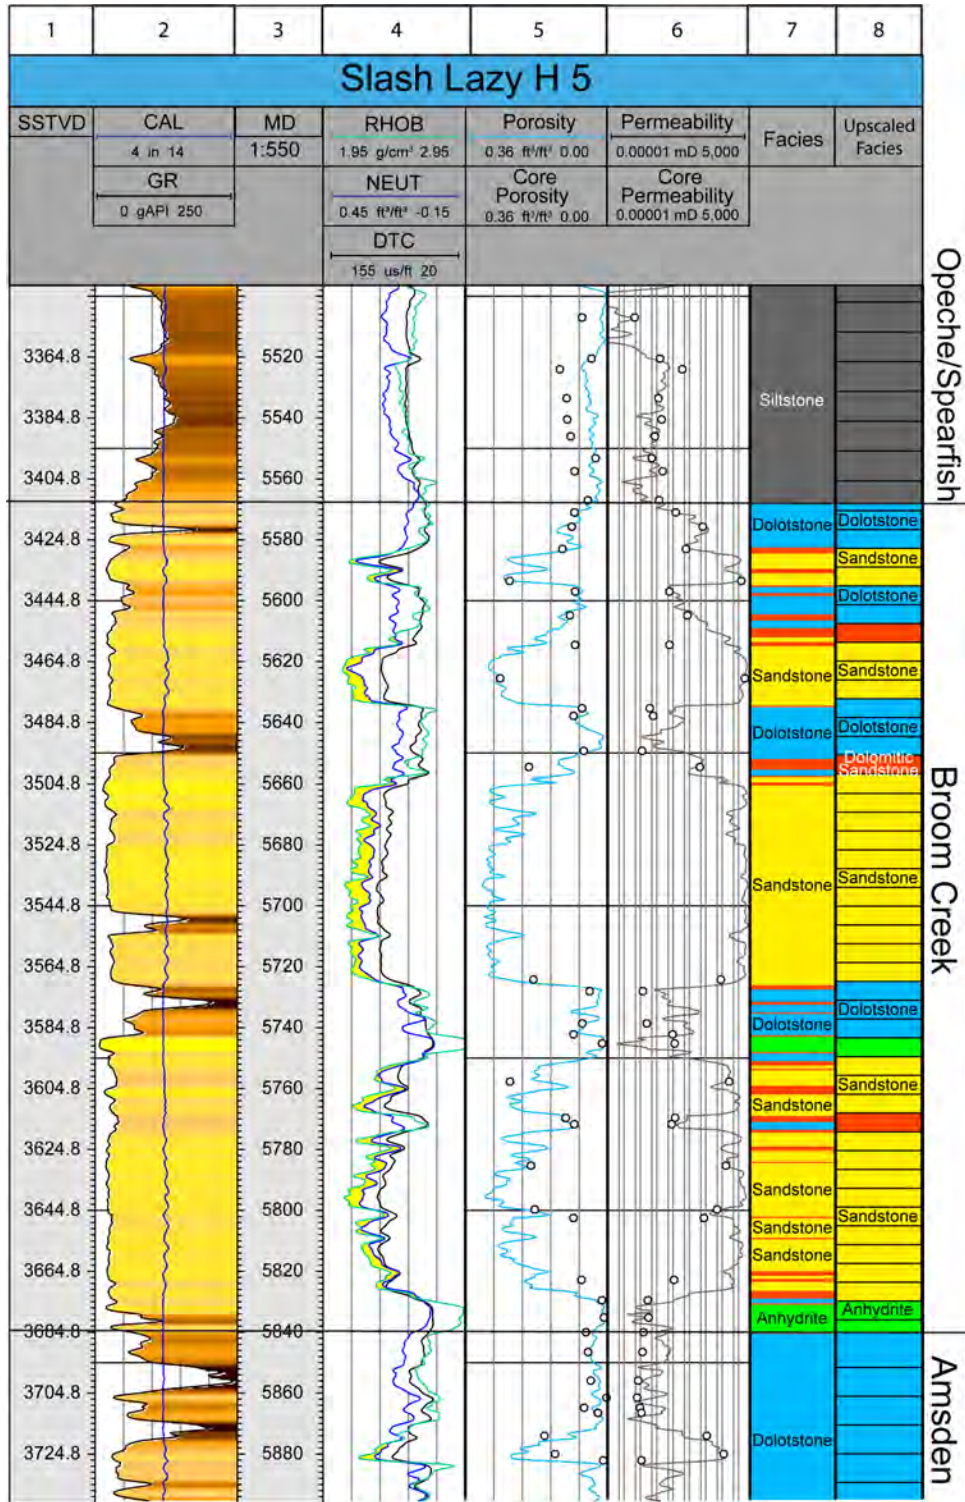 1 2 3 4 5 6 7 8
Slash Lazy H 5
SSTVD CAL MD RHOB Porosity Permeability Facies Upscaled
Facies
4 in 14 1:550 1.95 g/cm³ 2.95 0.36 ft³/ft³ 0.00 0.00001 mD 5,000
GR NEUT Core
Porosity Core
Permeability
0 gAPI 250 0.45 ft³/ft³ -0.15 0.36 ft³/ft³ 0.00 0.00001 mD 5,000
DTC
155 us/ft 20
Opeche/Spearfish
3364.8 5520
Siltstone
3384.8 5540
3404.8 5560
Dolotstone Dolotstone
3424.8 5580
Sandstone
3444.8 5600 Dolotstone
3464.8 5620
Sandstone Sandstone
3484.8 5640 Dolotstone Dolotstone
Dolomitic
Sandstone
3504.8 5660
Broom Creek
3524.8 5680
Sandstone Sandstone
3544.8 5700
3564.8 5720
Dolotstone
3584.8 5740 Dolotstone
3604.8 5760 Sandstone
Sandstone
3624.8 5780
Sandstone
3644.8 5800 Sandstone
Sandstone
Sandstone
3664.8 5820
Anhydrite Anhydrite
3684.8 5840
Amsden
3704.8 5860
Dolotstone
3724.8 5880